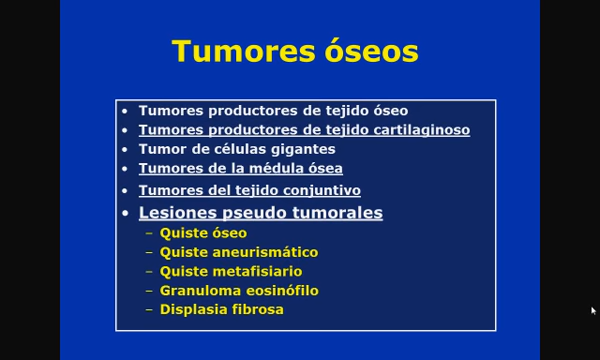 Tumores óseos
• Tumores productores de tejido óseo
• Tumores productores de tejido cartilaginoso
• Tumor de células gigantes
• Tumores de la médula ósea
• Tumores del tejido conjuntivo
• Lesiones pseudo tumorales
– Quiste óseo
– Quiste aneurismático
– Quiste metafisiario
– Granuloma eosinófilo
– Displasia fibrosa